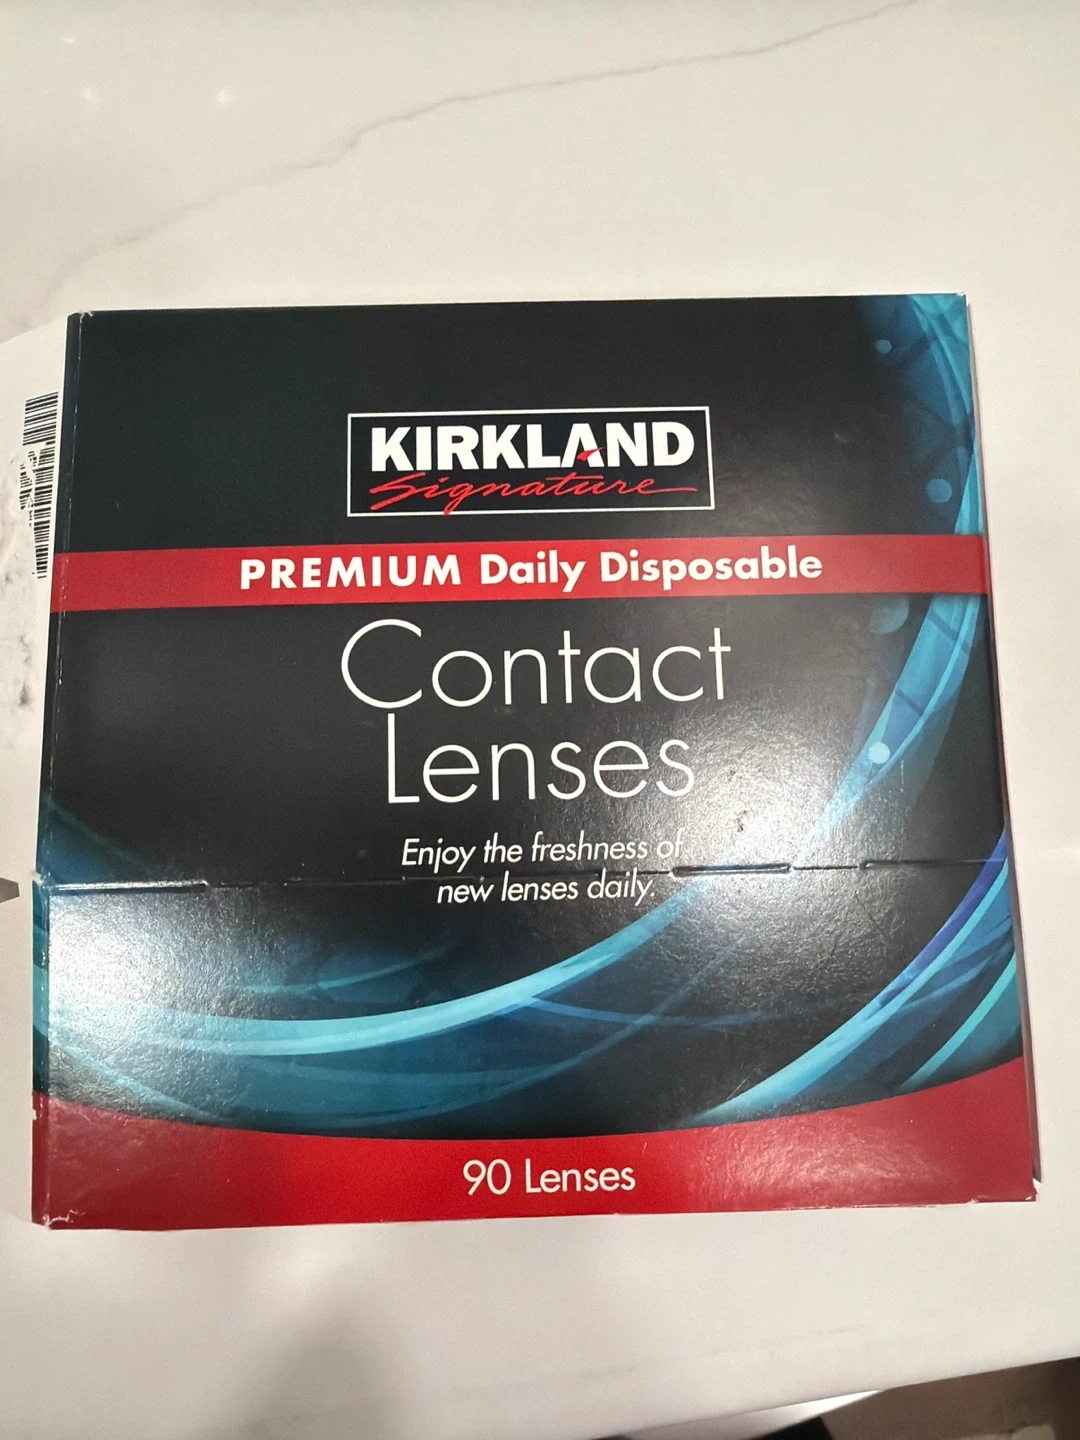 KIRKLAND
Signature
PREMIUM Daily Disposable
Contact
Lenses
Enjoy the freshness of
new lenses daily.
90 Lenses